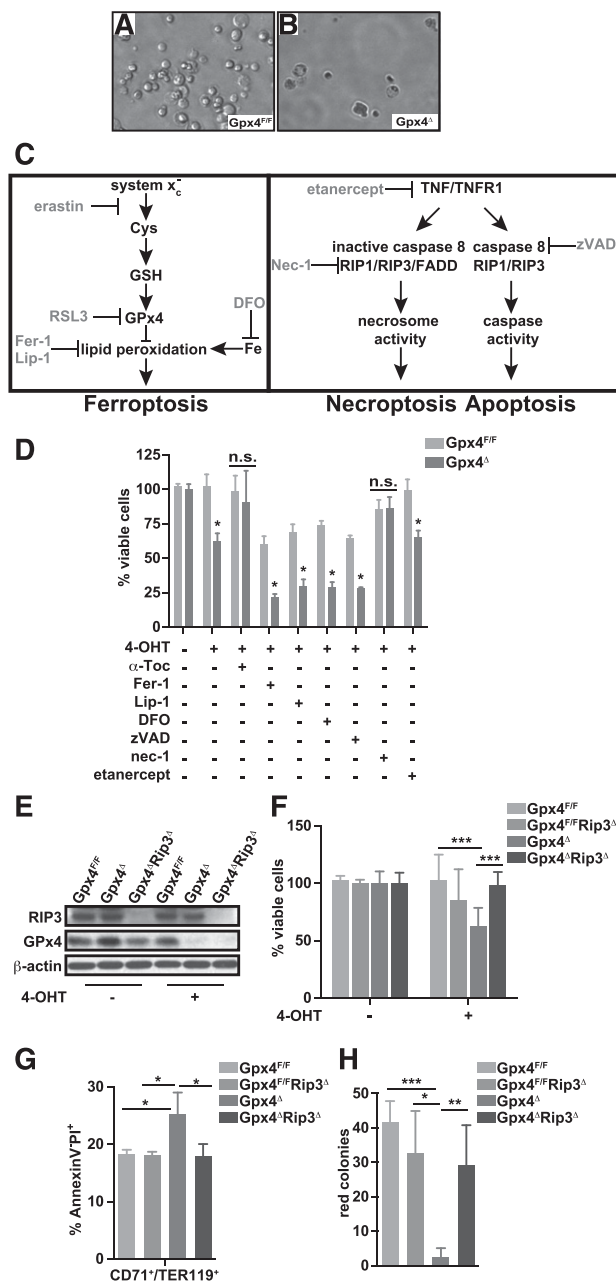 A
B
Gpx4F/F
Gpx4Δ
C
system xc-
erastin
Cys
GSH
RSL3
GPx4
DFO
Fer-1
Lip-1
lipid peroxidation
Fe
Ferroptosis
etanercept
TNF/TNFR1
inactive caspase 8
caspase 8
zVAD
Nec-1
RIP1/RIP3/FADD
RIP1/RIP3
necrosome
activity
caspase
activity
Necroptosis Apoptosis
D
Gpx4F/F
Gpx4Δ
% viable cells
125
100
75
50
25
0
*
n.s.
*
*
*
*
n.s.
*
4-OHT - + + + + + + + +
α-Toc - - + - - - - - -
Fer-1 - - - + - - - - -
Lip-1 - - - - + - - - -
DFO - - - - - + - - -
zVAD - - - - - - + - -
nec-1 - - - - - - - + -
etanercept - - - - - - - - +
E
Gpx4F/F
Gpx4Δ
Gpx4ΔRip3Δ
Gpx4F/F
Gpx4Δ
Gpx4ΔRip3Δ
RIP3
GPx4
β-actin
4-OHT - +
F
Gpx4F/F
Gpx4F/FRip3Δ
Gpx4Δ
Gpx4ΔRip3Δ
% viable cells
150
100
50
0
***
***
4-OHT - +
G
Gpx4F/F
Gpx4F/FRip3Δ
Gpx4Δ
Gpx4ΔRip3Δ
% AnnexinV-PI+
30
20
10
0
*
*
*
CD71+/TER119+
H
Gpx4F/F
Gpx4F/FRip3Δ
Gpx4Δ
Gpx4ΔRip3Δ
red colonies
50
40
30
20
10
0
***
*
**